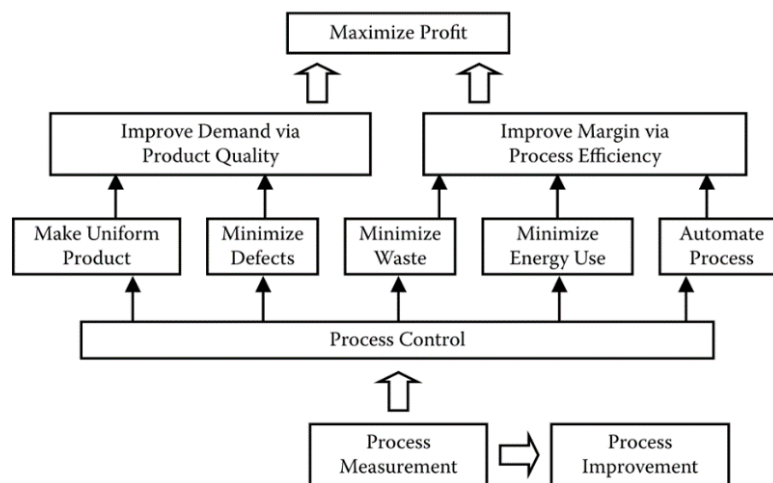 Maximize Profit
Improve Demand via
Product Quality
Improve Margin via
Process Efficiency
Make Uniform
Product
Minimize
Defects
Minimize
Waste
Minimize
Energy Use
Automate
Process
Process Control
Process
Measurement
Process
Improvement